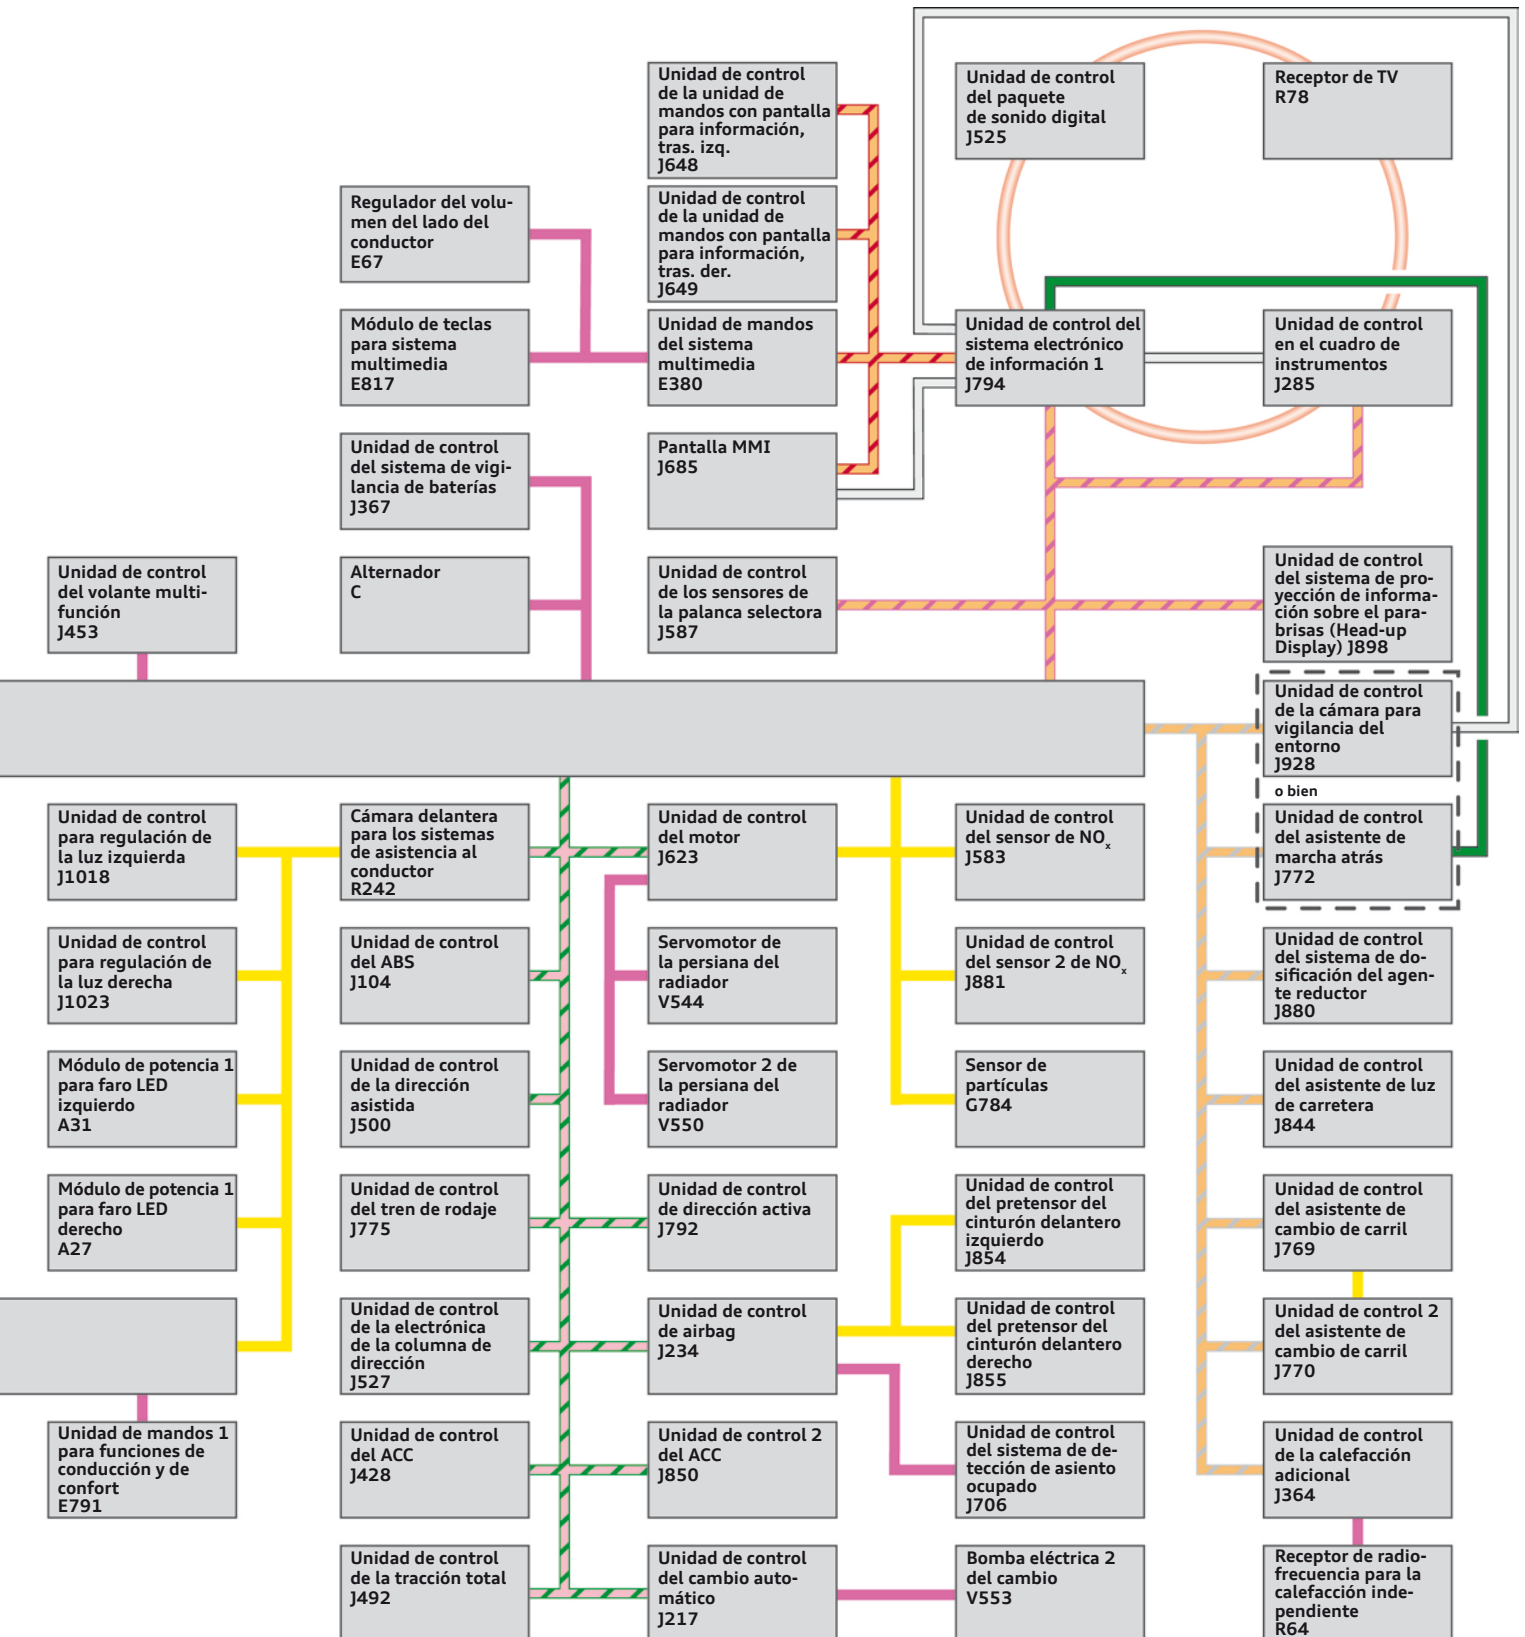 Unidad de control
de la unidad de
mandos con pantalla
para información,
tras. izq.
J648
Unidad de control
del paquete
de sonido digital
J525
Receptor de TV
R78
Regulador del volu-
men del lado del
conductor
E67
Unidad de control
de la unidad de
mandos con pantalla
para información,
tras. der.
J649
Módulo de teclas
para sistema
multimedia
E817
Unidad de mandos
del sistema
multimedia
E380
Unidad de control del
sistema electrónico
de información 1
J794
Unidad de control
en el cuadro de
instrumentos
J285
Unidad de control
del sistema de vigi-
lancia de baterías
J367
Pantalla MMI
J685
Unidad de control
del volante multi-
función
J453
Alternador
C
Unidad de control
de los sensores de
la palanca selectora
J587
Unidad de control
del sistema de pro-
yección de informa-
ción sobre el para-
brisas (Head-up
Display) J898
Unidad de control
de la cámara para
vigilancia del
entorno
J928
o bien
Unidad de control
para regulación de
la luz izquierda
J1018
Cámara delantera
para los sistemas
de asistencia al
conductor
R242
Unidad de control
del motor
J623
Unidad de control
del sensor de NOx
J583
Unidad de control
del asistente de
marcha atrás
J772
Unidad de control
para regulación de
la luz derecha
J1023
Unidad de control
del ABS
J104
Servomotor de
la persiana del
radiador
V544
Unidad de control
del sensor 2 de NOx
J881
Unidad de control
del sistema de do-
sificación del agen-
te reductor
J880
Módulo de potencia 1
para faro LED
izquierdo
A31
Unidad de control
de la dirección
asistida
J500
Servomotor 2 de
la persiana del
radiador
V550
Sensor de
partículas
G784
Unidad de control
del asistente de luz
de carretera
J844
Módulo de potencia 1
para faro LED
derecho
A27
Unidad de control
del tren de rodaje
J775
Unidad de control
de dirección activa
J792
Unidad de control
del pretensor del
cinturón delantero
izquierdo
J854
Unidad de control
del asistente de
cambio de carril
J769
Unidad de control
de la electrónica
de la columna de
dirección
J527
Unidad de control
de airbag
J234
Unidad de control
del pretensor del
cinturón delantero
derecho
J855
Unidad de control 2
del asistente de
cambio de carril
J770
Unidad de mandos 1
para funciones de
conducción y de
confort
E791
Unidad de control
del ACC
J428
Unidad de control 2
del ACC
J850
Unidad de control
del sistema de de-
tección de asiento
ocupado
J706
Unidad de control
de la calefacción
adicional
J364
Unidad de control
de la tracción total
J492
Unidad de control
del cambio auto-
mático
J217
Bomba eléctrica 2
del cambio
V553
Receptor de radio-
frecuencia para la
calefacción inde-
pendiente
R64